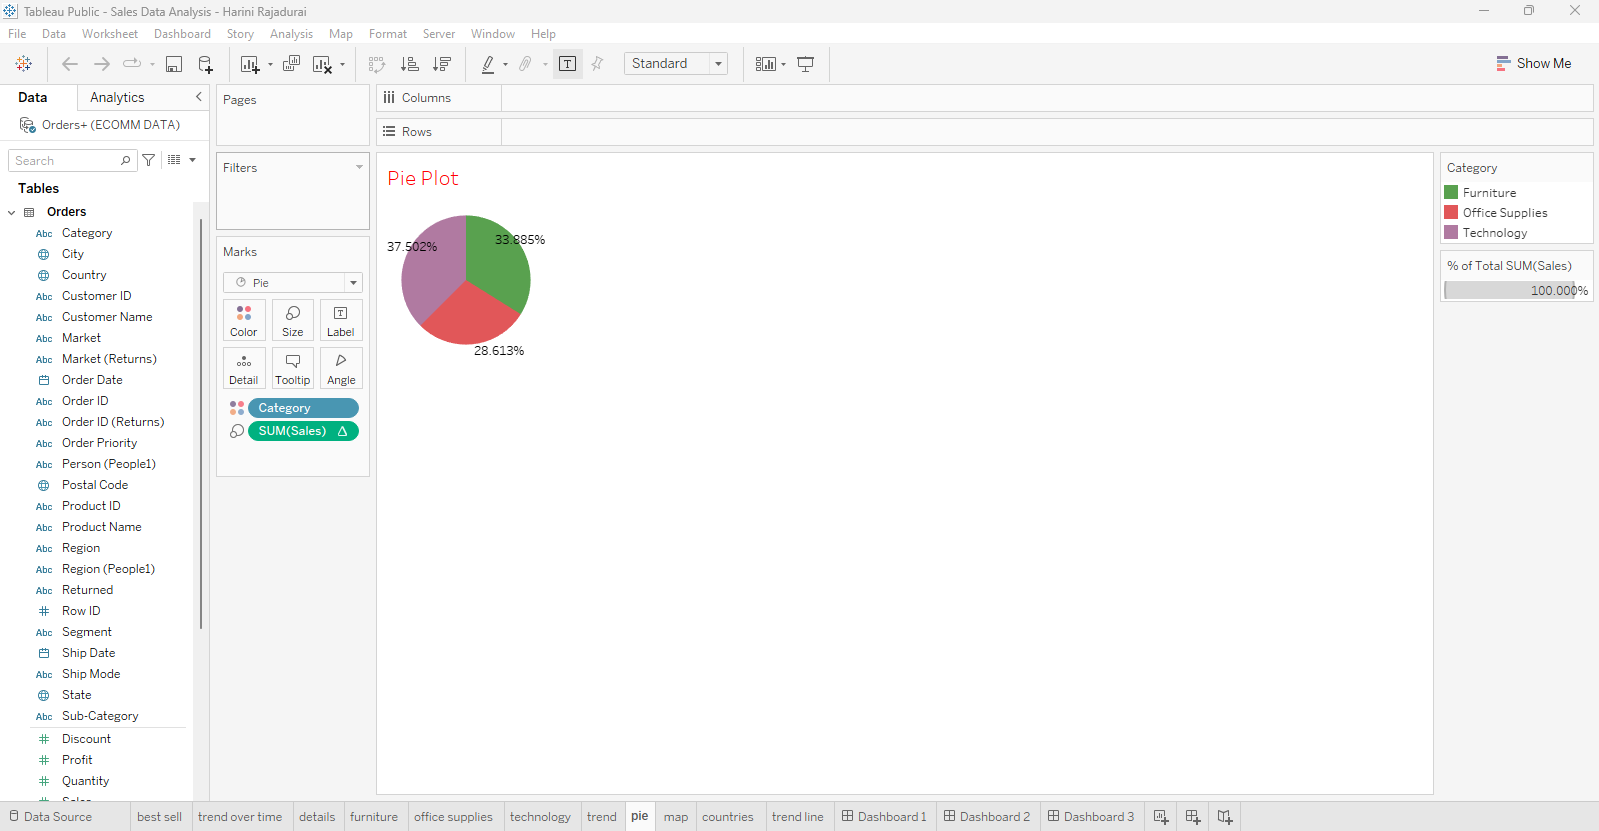 Tableau Public - Sales Data Analysis - Harini Rajadurai
File Data Worksheet Dashboard Story Analysis Map Format Server Window Help
Standard
Show Me
Data Analytics
Orders+ (ECOMM DATA)
Search
Tables
Orders
Abc Category
City
Country
Abc Customer ID
Abc Customer Name
Abc Market
Abc Market (Returns)
Order Date
Abc Order ID
Abc Order ID (Returns)
Abc Order Priority
Abc Person (People1)
Postal Code
Abc Product ID
Abc Product Name
Abc Region
Abc Region (People1)
Abc Returned
Row ID
Abc Segment
Ship Date
Abc Ship Mode
State
Abc Sub-Category
Discount
Profit
Quantity
Sales
Pages
Filters
Marks
Pie
Color Size Label
Detail Tooltip Angle
Category
SUM(Sales)
Columns
Rows
Pie Plot
37.502%
33.885%
28.613%
Category
Furniture
Office Supplies
Technology
% of Total SUM(Sales)
100.000%
Data Source best sell trend over time details furniture office supplies technology trend pie map countries trend line Dashboard 1 Dashboard 2 Dashboard 3